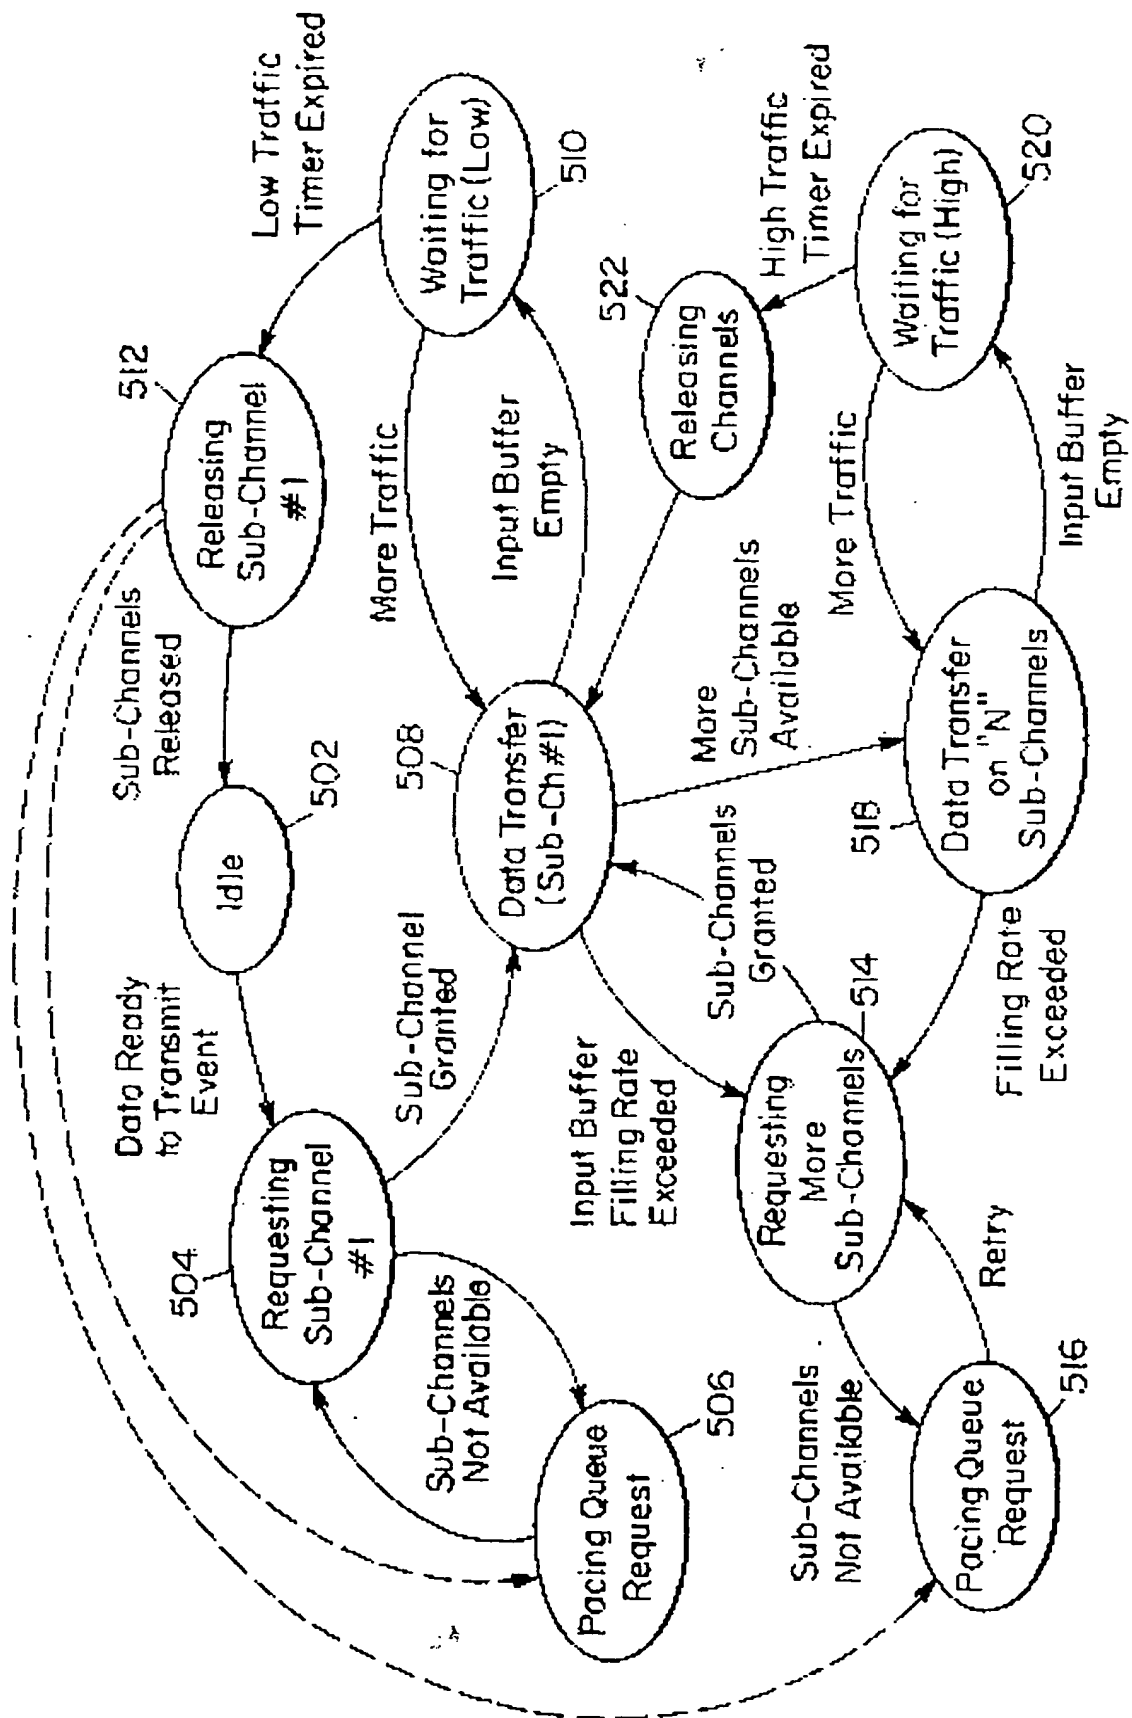 Low Traffic
Timer Expired
512
Releasing
Sub-Channel
#1
Sub-Channels
Released
Idle
502
Data Ready
to Transmit
Event
504
Requesting
Sub-Channel
#1
Sub-Channels
Not Available
Pacing Queue
Request
506
Sub-Channel
Granted
508
Data Transfer
(Sub-Ch#1)
More Traffic
Input Buffer
Empty
Waiting for
Traffic (Low)
510
High Traffic
Timer Expired
522
Releasing
Channels
More
Sub-Channels
Available
Sub-Channels
Granted
Input Buffer
Filling Rate
Exceeded
514
Requesting
More
Sub-Channels
Sub-Channels
Not Available
Retry
Pacing Queue
Request
516
Filling Rate
Exceeded
518
Data Transfer
on "N"
Sub-Channels
More Traffic
Input Buffer
Empty
Waiting for
Traffic (High)
520